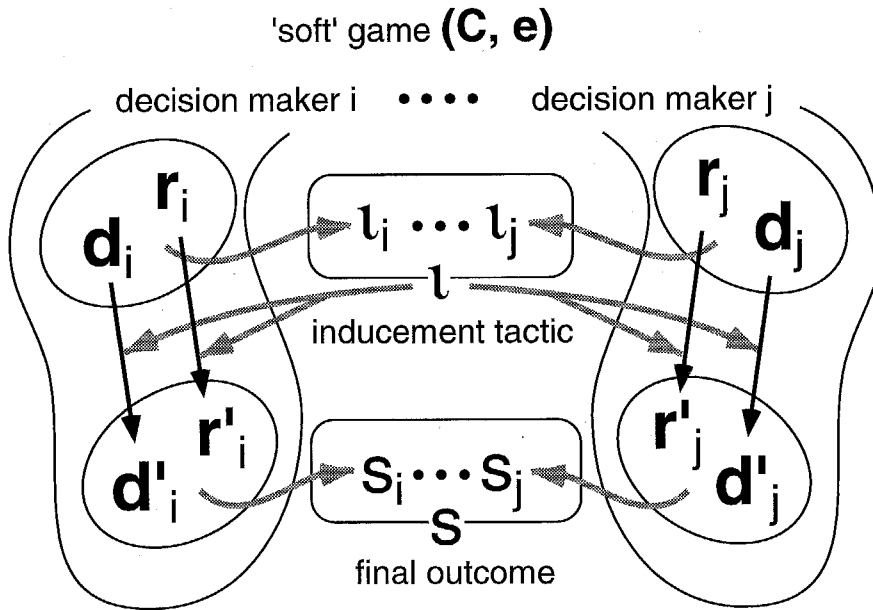 'soft' game (C, e)
decision maker i • • • • decision maker j
r_i r_j
d_i ι_i • • • ι_j d_j
ι
inducement tactic
r'_i r'_j
d'_i S_i • • • S_j d'_j
S
final outcome